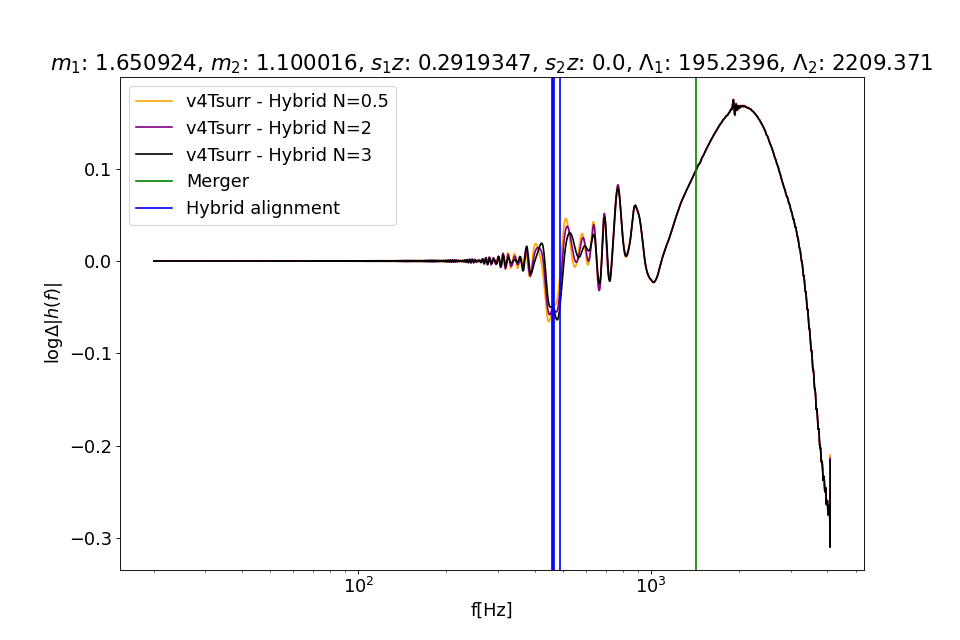 m₁: 1.650924, m₂: 1.100016, s₁z: 0.2919347, s₂z: 0.0, Λ₁: 195.2396, Λ₂: 2209.371
v4Tsurr - Hybrid N=0.5
v4Tsurr - Hybrid N=2
v4Tsurr - Hybrid N=3
Merger
Hybrid alignment
0.1
0.0
−0.1
−0.2
−0.3
logΔ|h(f)|
10²
10³
f[Hz]